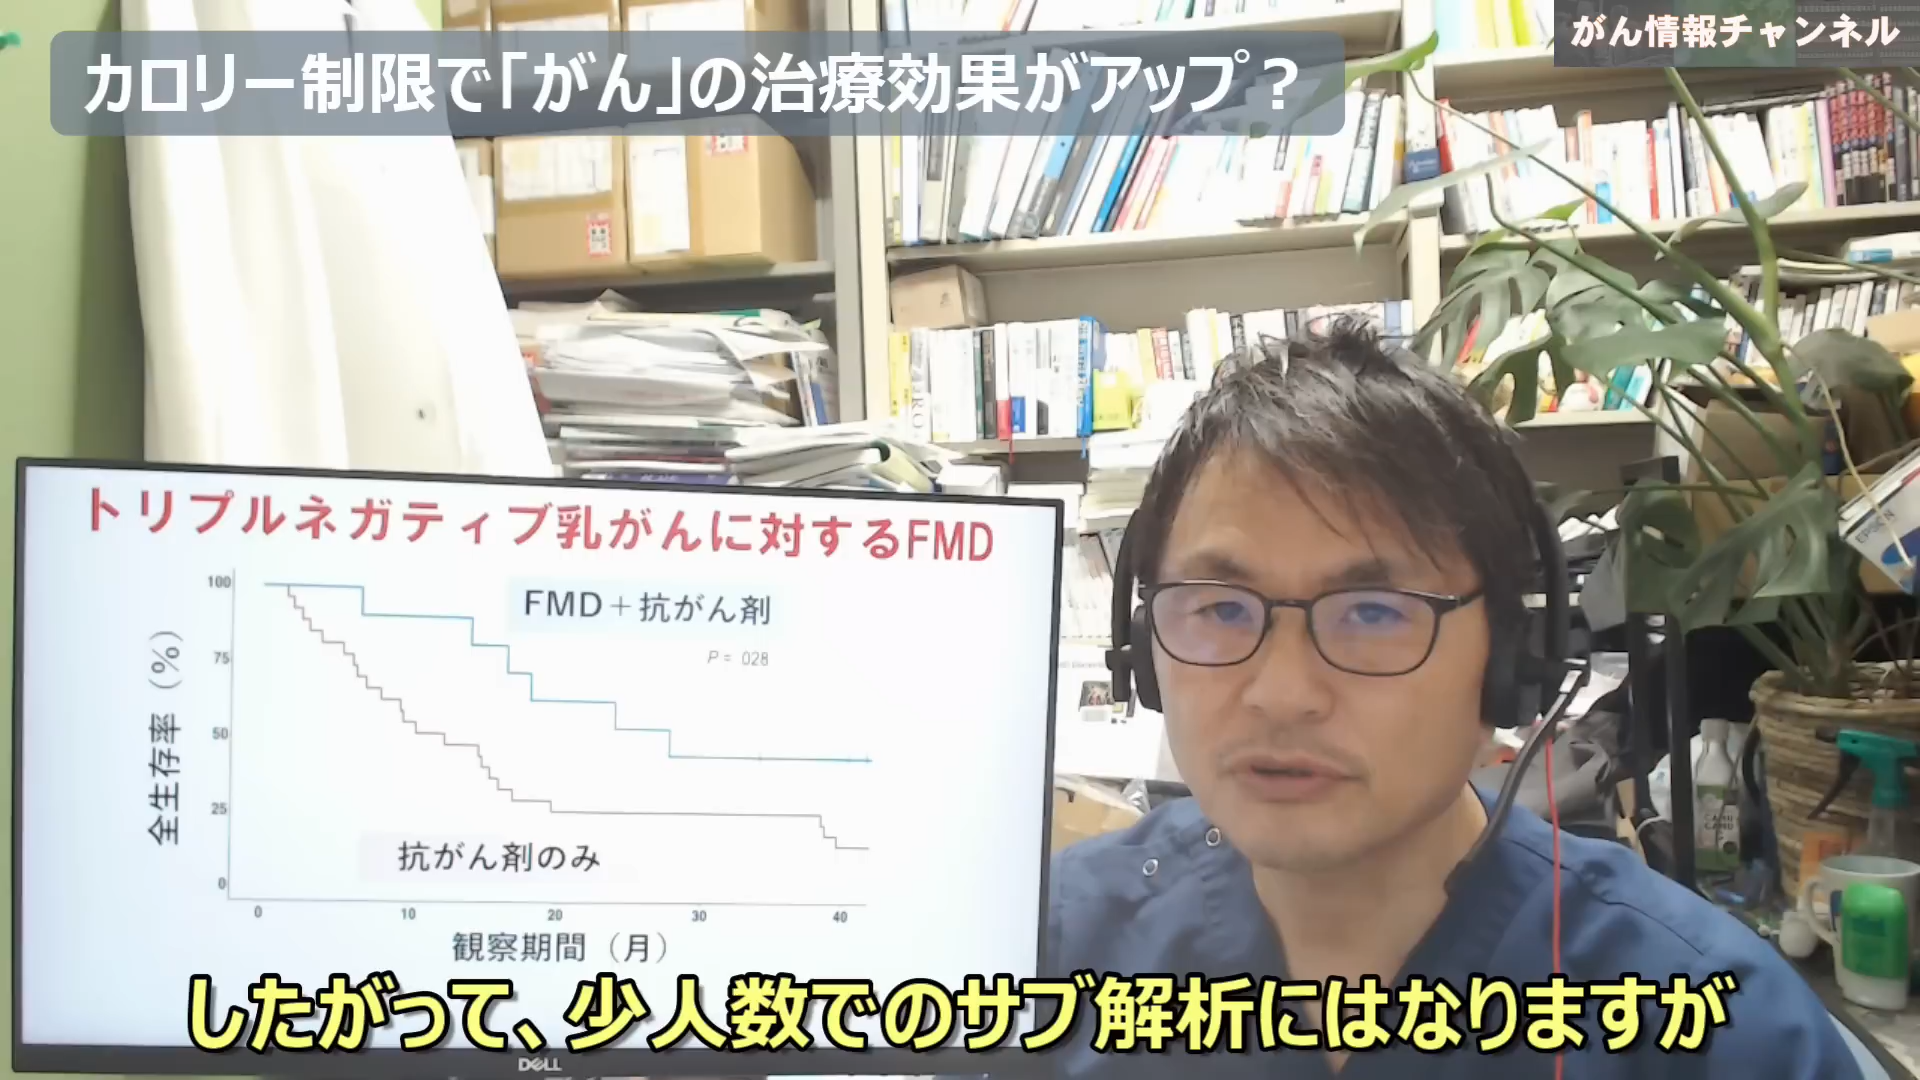 がん情報チャンネル
カロリー制限で「がん」の治療効果がアップ？
トリプルネガティブ乳がんに対するFMD
FMD＋抗がん剤
P = 028
抗がん剤のみ
全生存率（%）
100
75
50
25
0
0 10 20 30 40
観察期間（月）
したがって、少人数でのサブ解析にはなりますが
DELL
EPSON